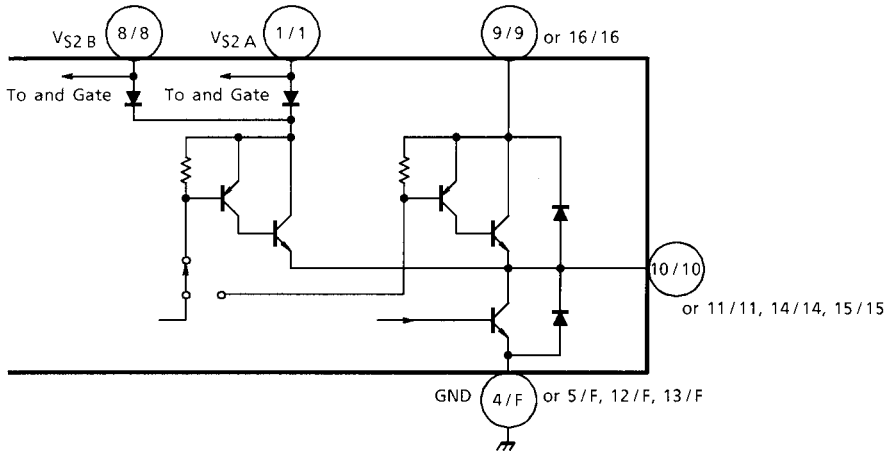 VS2 B 8/8 VS2 A 1/1 9/9 or 16/16
To and Gate To and Gate
10/10
or 11/11, 14/14, 15/15
GND 4/F or 5/F, 12/F, 13/F